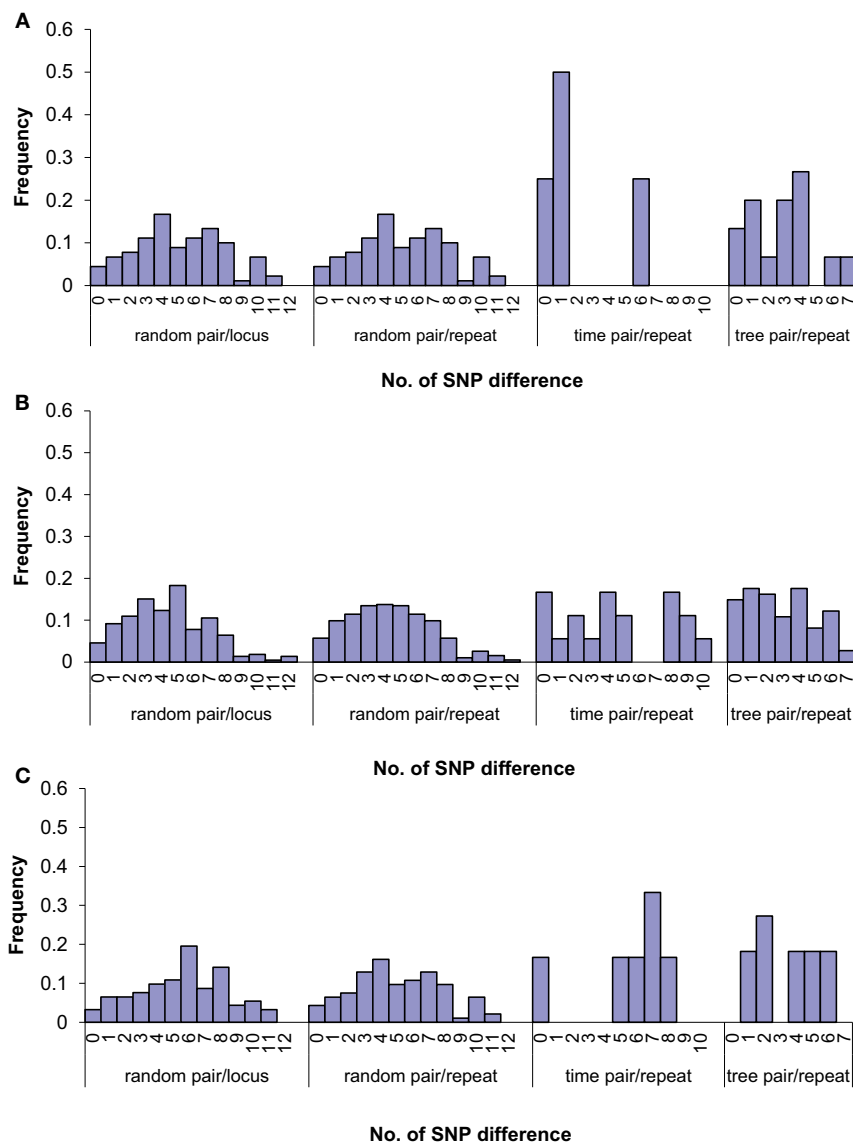 A
0.6
0.5
0.4
0.3
0.2
0.1
0
Frequency
0 1 2 3 4 5 6 7 8 9 10 11 12 0 1 2 3 4 5 6 7 8 9 10 11 12 0 1 2 3 4 5 6 7 8 9 10 0 1 2 3 4 5 6 7
random pair/locus random pair/repeat time pair/repeat tree pair/repeat
No. of SNP difference
B
0.6
0.5
0.4
0.3
0.2
0.1
0
Frequency
0 1 2 3 4 5 6 7 8 9 10 11 12 0 1 2 3 4 5 6 7 8 9 10 11 12 0 1 2 3 4 5 6 7 8 9 10 0 1 2 3 4 5 6 7
random pair/locus random pair/repeat time pair/repeat tree pair/repeat
No. of SNP difference
C
0.6
0.5
0.4
0.3
0.2
0.1
0
Frequency
0 1 2 3 4 5 6 7 8 9 10 11 12 0 1 2 3 4 5 6 7 8 9 10 11 12 0 1 2 3 4 5 6 7 8 9 10 0 1 2 3 4 5 6 7
random pair/locus random pair/repeat time pair/repeat tree pair/repeat
No. of SNP difference